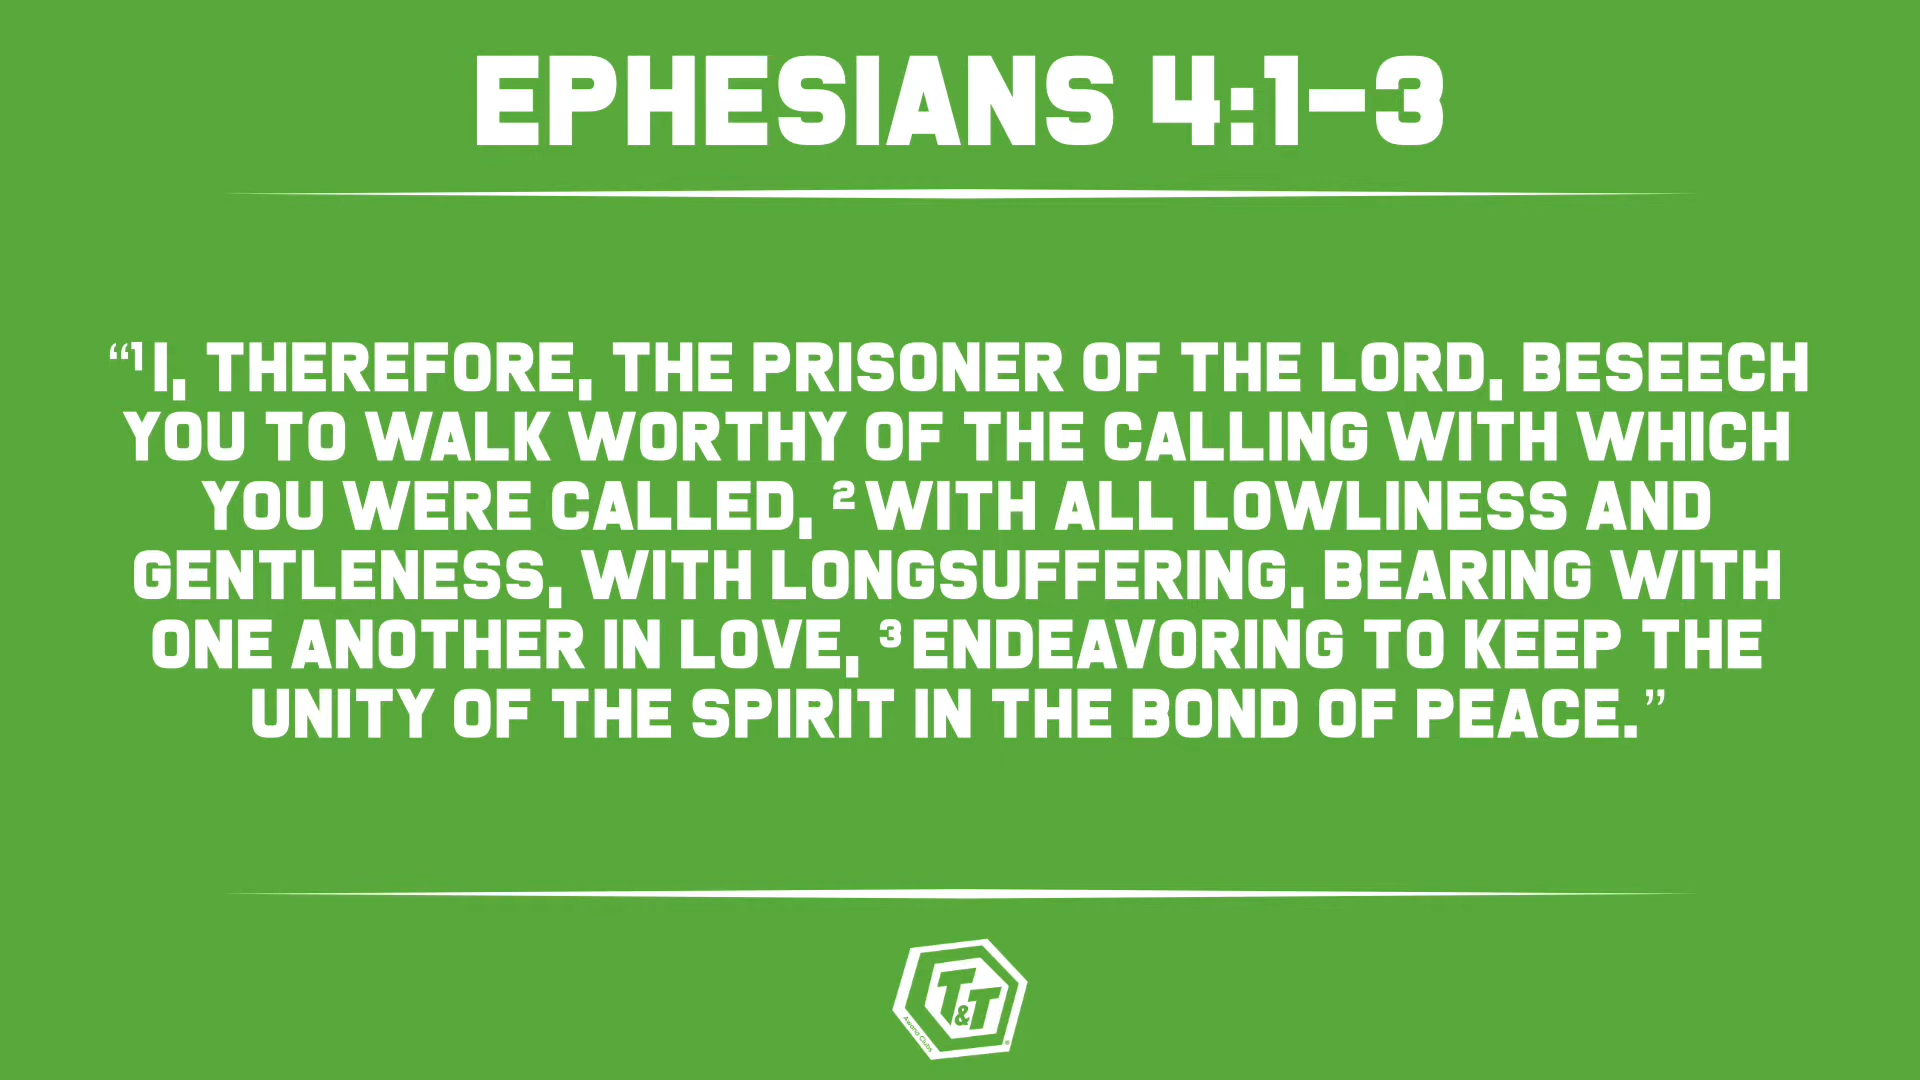 EPHESIANS 4:1–3
“¹ I, THEREFORE, THE PRISONER OF THE LORD, BESEECH
YOU TO WALK WORTHY OF THE CALLING WITH WHICH
YOU WERE CALLED, ² WITH ALL LOWLINESS AND
GENTLENESS, WITH LONGSUFFERING, BEARING WITH
ONE ANOTHER IN LOVE, ³ ENDEAVORING TO KEEP THE
UNITY OF THE SPIRIT IN THE BOND OF PEACE.”
T&T
Awana Clubs
®